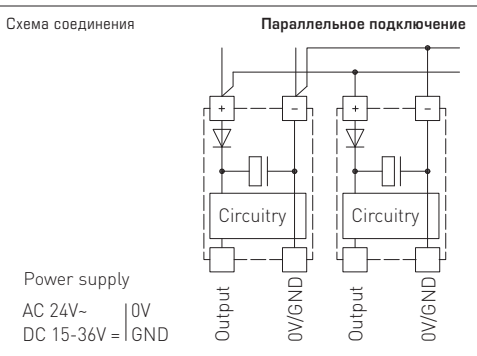 Схема соединения
Параллельное подключение
+ − + −
Circuitry Circuitry
Power supply
AC 24V~ 0V
DC 15-36V = GND
Output 0V/GND Output 0V/GND